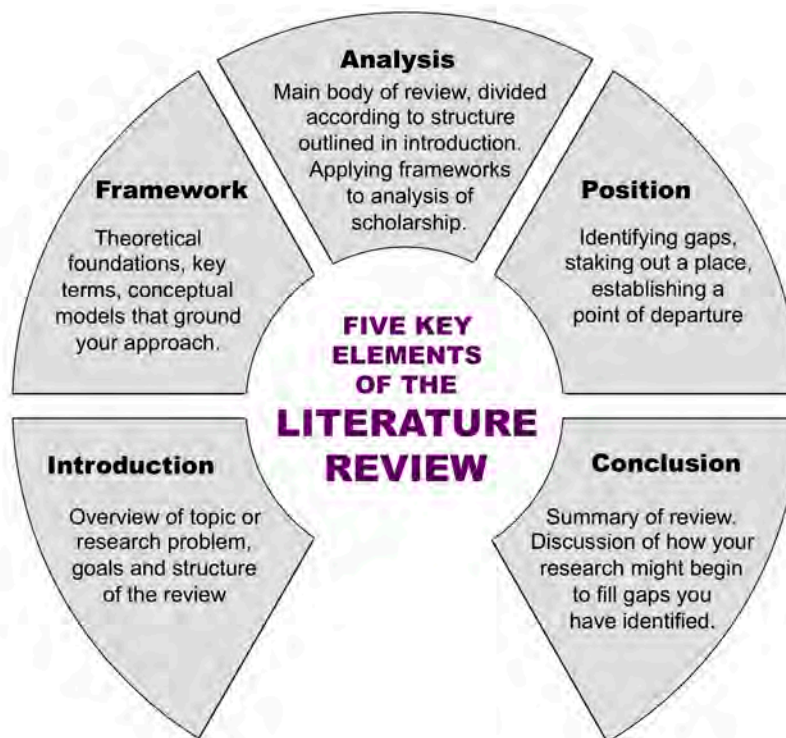 Analysis
Main body of review, divided
according to structure
outlined in introduction.
Applying frameworks
to analysis of
scholarship.
Framework
Theoretical
foundations, key
terms, conceptual
models that ground
your approach.
Position
Identifying gaps,
staking out a place,
establishing a
point of departure
FIVE KEY
ELEMENTS
OF THE
LITERATURE
REVIEW
Introduction
Overview of topic or
research problem,
goals and structure
of the review
Conclusion
Summary of review.
Discussion of how your
research might begin
to fill gaps you
have identified.